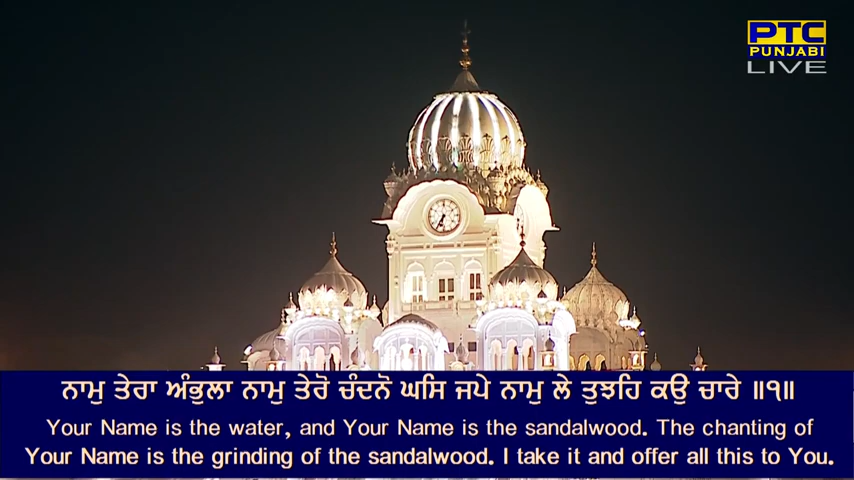 PTC
PUNJABI
LIVE
ਨਾਮੁ ਤੇਰਾ ਅੰਭੁਲਾ ਨਾਮੁ ਤੇਰੋ ਚੰਦਨੋ ਘਸਿ ਜਪੇ ਨਾਮੁ ਲੇ ਤੁਝਹਿ ਕਉ ਚਾਰੇ ॥੧॥
Your Name is the water, and Your Name is the sandalwood. The chanting of
Your Name is the grinding of the sandalwood. I take it and offer all this to You.